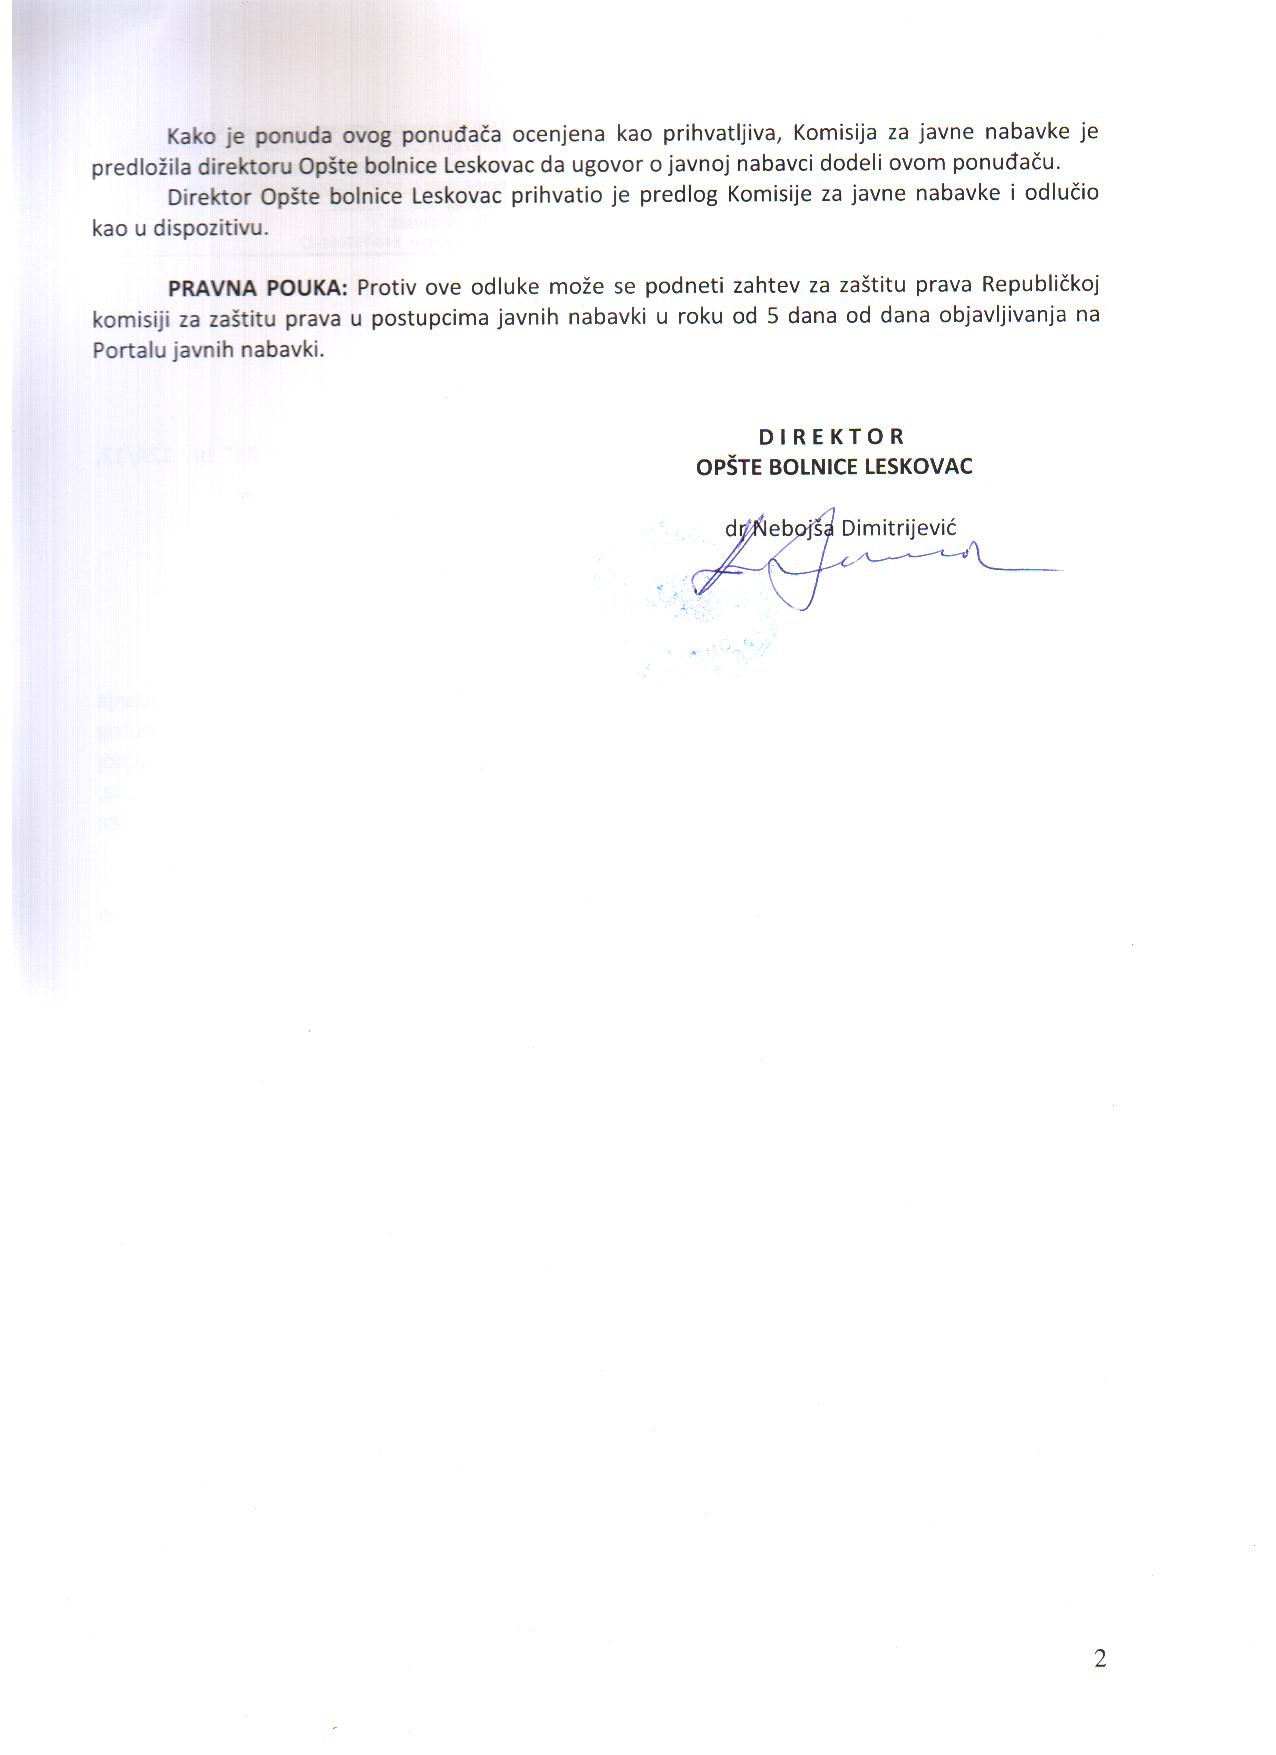 Kako je ponuda ovog ponuđača ocenjena kao prihvatljiva, Komisija za javne nabavke je
predložila direktoru Opšte bolnice Leskovac da ugovor o javnoj nabavci dodeli ovom ponuđaču.
Direktor Opšte bolnice Leskovac prihvatio je predlog Komisije za javne nabavke i odlučio
kao u dispozitivu.
PRAVNA POUKA: Protiv ove odluke može se podneti zahtev za zaštitu prava Republičkoj
komisiji za zaštitu prava u postupcima javnih nabavki u roku od 5 dana od dana objavljivanja na
Portalu javnih nabavki.
D I R E K T O R
OPŠTE BOLNICE LESKOVAC
dr Nebojša Dimitrijević
2